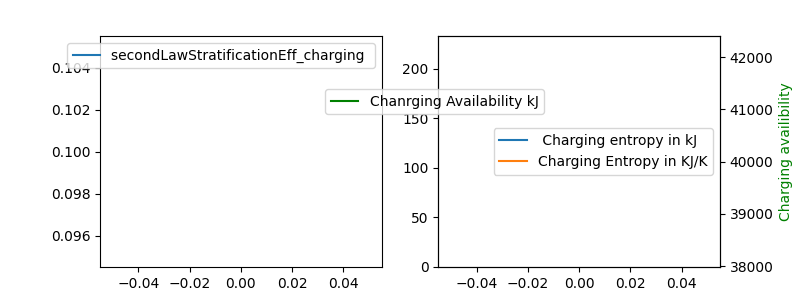 secondLawStratificationEff_charging
0.104
0.102
0.100
0.098
0.096
−0.04 −0.02 0.00 0.02 0.04
Chanrging Availability kJ
Charging entropy in kJ
Charging Entropy in KJ/K
200
150
100
50
0
−0.04 −0.02 0.00 0.02 0.04
42000
41000
40000
39000
38000
Charging availibility